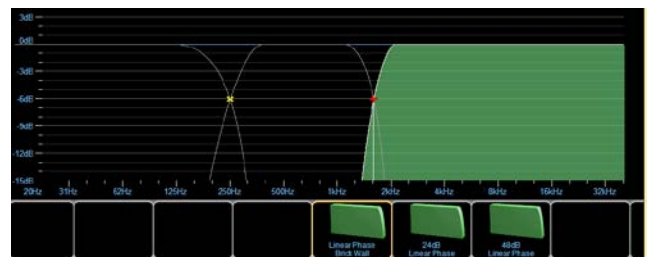 3dB
0dB
-3dB
-6dB
-9dB
-12dB
-15dB
20Hz 31Hz 62Hz 125Hz 250Hz 500Hz 1kHz 2kHz 4kHz 8kHz 16kHz 32kHz
Linear Phase 24dB 48dB
Brick Wall Linear Phase Linear Phase